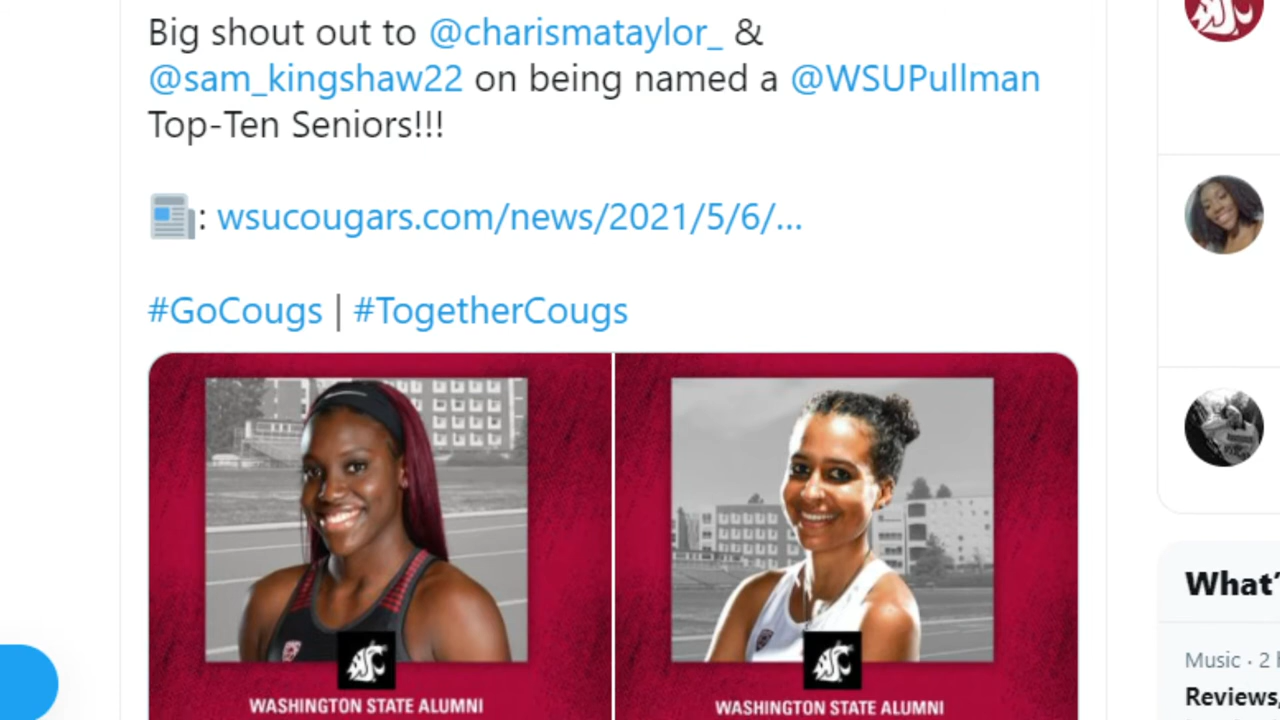 Big shout out to @charismataylor_ &
@sam_kingshaw22 on being named a @WSUPullman
Top-Ten Seniors!!!
: wsucougars.com/news/2021/5/6/...
#GoCougs | #TogetherCougs
WASHINGTON STATE ALUMNI
WASHINGTON STATE ALUMNI
What'
Music · 2
Reviews,